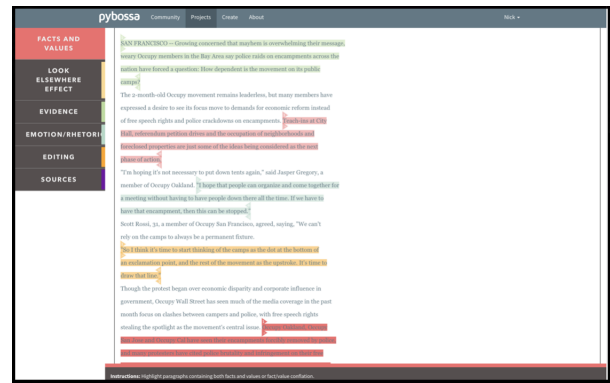 pybossa
Community
Projects
Create
About
Nick
FACTS AND
VALUES
LOOK
ELSEWHERE
EFFECT
EVIDENCE
EMOTION/RHETORI
EDITING
SOURCES
SAN FRANCISCO — Growing concerned that mayhem is overwhelming their message,
weary Occupy members in the Bay Area say police raids on encampments across the
nation have forced a question: How dependent is the movement on its public
camps?
The 2-month-old Occupy movement remains leaderless, but many members have
expressed a desire to see its focus move to demands for economic reform instead
of free speech rights and police crackdowns on encampments. Teach-ins at City
Hall, referendum petition drives and the occupation of neighborhoods and
foreclosed properties are just some of the ideas being considered as the next
phase of action.
"I'm hoping it's not necessary to put down tents again," said Jasper Gregory, a
member of Occupy Oakland. "I hope that people can organize and come together for
a meeting without having to have people down there all the time. If we have to
have that encampment, then this can be stopped."
Scott Rossi, 31, a member of Occupy San Francisco, agreed, saying, "We can't
rely on the camps to always be a permanent fixture.
"So I think it's time to start thinking of the camps as the dot at the bottom of
an exclamation point, and the rest of the movement as the upstroke. It's time to
draw that line."
Though the protest began over economic disparity and corporate influence in
government, Occupy Wall Street has seen much of the media coverage in the past
month focus on clashes between campers and police, with free speech rights
stealing the spotlight as the movement's central issue.
Instructions: Highlight paragraphs containing both facts and values or fact/value conflation.